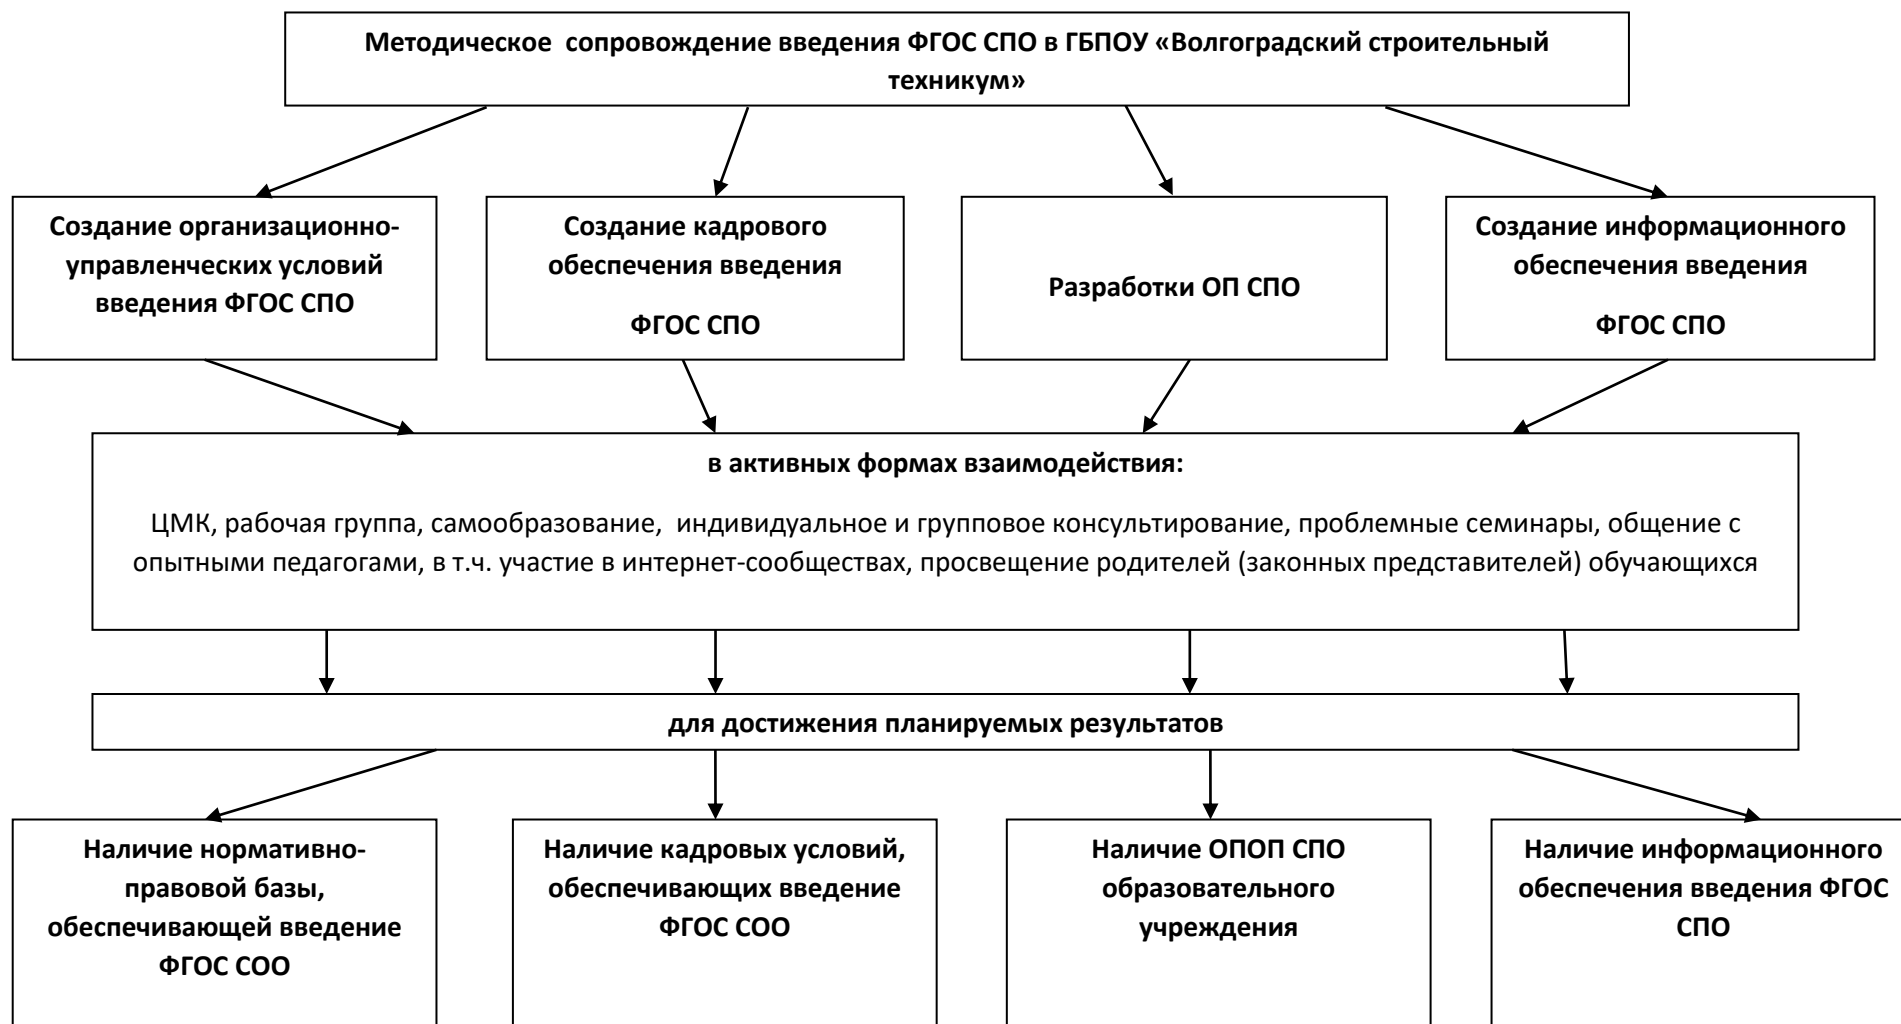 Методическое сопровождение введения ФГОС СПО в ГБПОУ «Волгоградский строительный
техникум»
Создание организационно-
управленческих условий
введения ФГОС СПО
Создание кадрового
обеспечения введения
ФГОС СПО
Разработки ОП СПО
Создание информационного
обеспечения введения
ФГОС СПО
в активных формах взаимодействия:
ЦМК, рабочая группа, самообразование, индивидуальное и групповое консультирование, проблемные семинары, общение с
опытными педагогами, в т.ч. участие в интернет-сообществах, просвещение родителей (законных представителей) обучающихся
для достижения планируемых результатов
Наличие нормативно-
правовой базы,
обеспечивающей введение
ФГОС СОО
Наличие кадровых условий,
обеспечивающих введение
ФГОС СОО
Наличие ОПОП СПО
образовательного
учреждения
Наличие информационного
обеспечения введения ФГОС
СПО